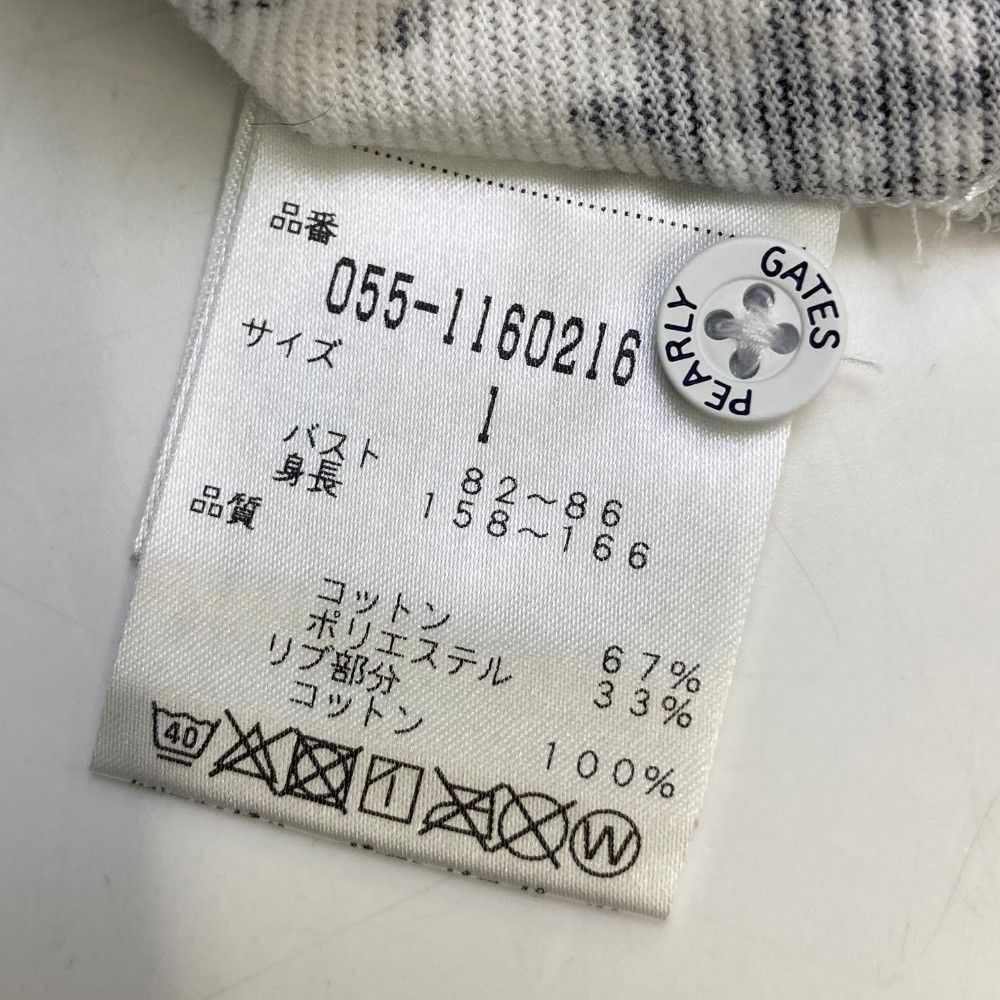 品番
055-1160216
サイズ
1
バスト 82～86
身長 158～166
品質
コットン 67%
ポリエステル 33%
リブ部分
コットン 100%
40
W
PEARLY GATES